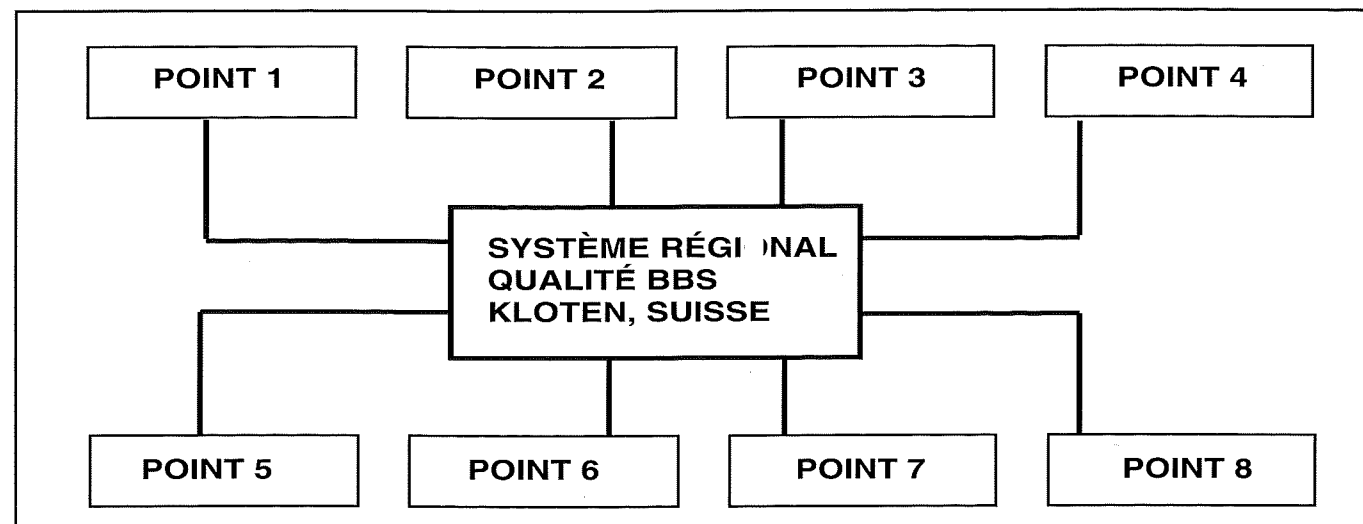 POINT 1
POINT 2
POINT 3
POINT 4
SYSTÈME RÉGIONAL
QUALITÉ BBS
KLOTEN, SUISSE
POINT 5
POINT 6
POINT 7
POINT 8